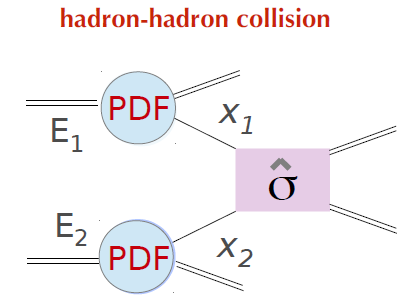 hadron-hadron collision
PDF
E₁
x₁
σ̂
E₂
x₂
PDF